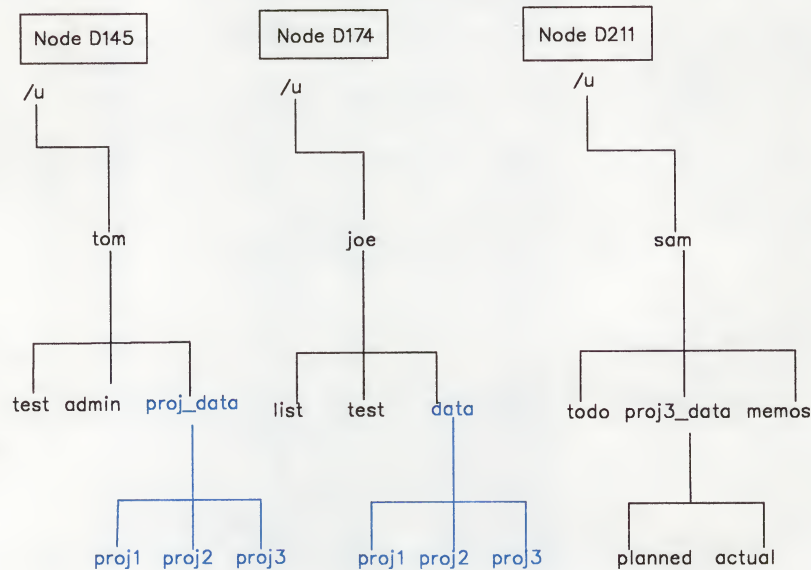 Node D145 Node D174 Node D211
/u /u /u
tom joe sam
test admin proj_data list test data todo proj3_data memos
proj1 proj2 proj3 proj1 proj2 proj3 planned actual